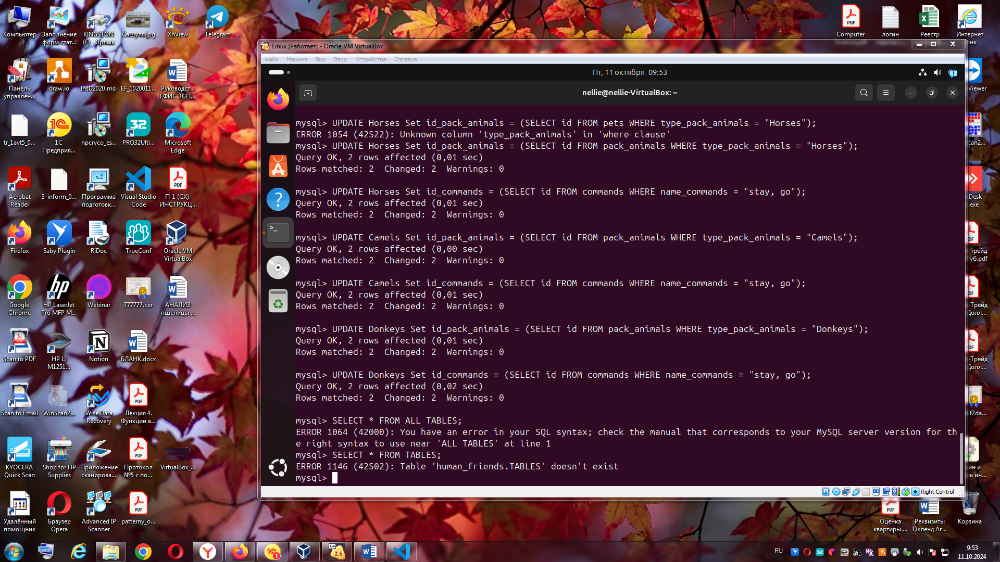 Компьютер
Заполнение форм стат...
KINGSTON (E) - Ярлык
Сашуля.jpg
XnView
Telegram
Панель управлен...
draw.io
InsD2020.msi
EF_1020011...
Руководст... ЕФИС ЗСН...
tr_1avt5_0...
1С Предприя...
npcryco_es...
PRO32Ulti...
Microsoft Edge
Acrobat Reader
3-inform_0...
Программа подготовк...
Visual Studio Code
П-1 (СХ). ИНСТРУКЦ...
Firefox
Saby Plugin
RiDoc
TrueConf
Oracle VM VirtualBox
Google Chrome
HP LaserJet Pro MFP M...
Webinar
777777.cer
АНАЛИЗ пшеницы ...
Scan to PDF
HP LJ M1251...
Notion
БЛАНК.docx
Scan to Email
WinScan2...
Wise Data Recovery
Лекция 4. Функции в...
KYOCERA Quick Scan
Shop for HP Supplies
Приложение сканирова...
Протокол №5 с по...
VirtualBox_...
Удалённый помощник
Браузер Opera
Advanced IP Scanner
patterny_o...
Computer
логин
Реестр
Интернет
нк
Viewer
can2...
Desk
.exe
-трейд
уб.pdf
-Трейд
Долл...
-Трейд
Долл...
f2da...
ин и
ль ин...
Оценка квартиры....
Реквизиты Окленд Аг...
Корзина
Linux [Работает] - Oracle VM VirtualBox
Файл Машина Вид Ввод Устройства Справка
Пт, 11 октября 09:53
nellie@nellie-VirtualBox: ~
mysql> UPDATE Horses Set id_pack_animals = (SELECT id FROM pets WHERE type_pack_animals = "Horses");
ERROR 1054 (42S22): Unknown column 'type_pack_animals' in 'where clause'
mysql> UPDATE Horses Set id_pack_animals = (SELECT id FROM pack_animals WHERE type_pack_animals = "Horses");
Query OK, 2 rows affected (0,01 sec)
Rows matched: 2  Changed: 2  Warnings: 0
mysql> UPDATE Horses Set id_commands = (SELECT id FROM commands WHERE name_commands = "stay, go");
Query OK, 2 rows affected (0,01 sec)
Rows matched: 2  Changed: 2  Warnings: 0
mysql> UPDATE Camels Set id_pack_animals = (SELECT id FROM pack_animals WHERE type_pack_animals = "Camels");
Query OK, 2 rows affected (0,00 sec)
Rows matched: 2  Changed: 2  Warnings: 0
mysql> UPDATE Camels Set id_commands = (SELECT id FROM commands WHERE name_commands = "stay, go");
Query OK, 2 rows affected (0,01 sec)
Rows matched: 2  Changed: 2  Warnings: 0
mysql> UPDATE Donkeys Set id_pack_animals = (SELECT id FROM pack_animals WHERE type_pack_animals = "Donkeys");
Query OK, 2 rows affected (0,01 sec)
Rows matched: 2  Changed: 2  Warnings: 0
mysql> UPDATE Donkeys Set id_commands = (SELECT id FROM commands WHERE name_commands = "stay, go");
Query OK, 2 rows affected (0,02 sec)
Rows matched: 2  Changed: 2  Warnings: 0
mysql> SELECT * FROM ALL TABLES;
ERROR 1064 (42000): You have an error in your SQL syntax; check the manual that corresponds to your MySQL server version for th
e right syntax to use near 'ALL TABLES' at line 1
mysql> SELECT * FROM TABLES;
ERROR 1146 (42S02): Table 'human_friends.TABLES' doesn't exist
mysql>
Right Control
RU
9:53
11.10.2024